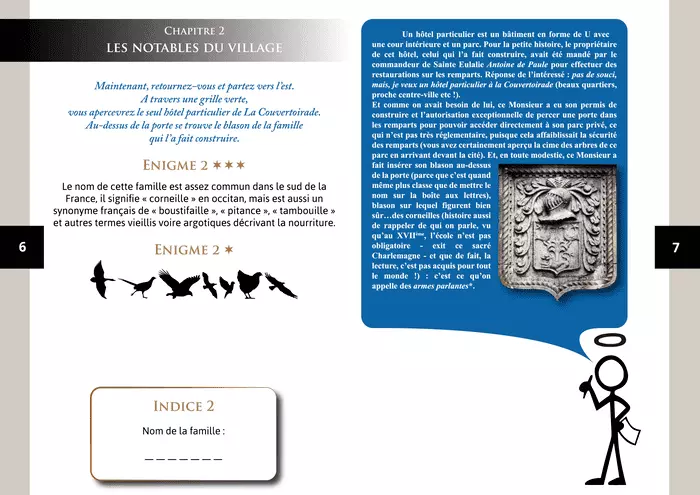 CHAPITRE 2
LES NOTABLES DU VILLAGE
Maintenant, retournez-vous et partez vers l'est.
A travers une grille verte,
vous apercevrez le seul hôtel particulier de La Couvertoirade.
Au-dessus de la porte se trouve le blason de la famille
qui l'a fait construire.
ENIGME 2 ✶✶✶
Le nom de cette famille est assez commun dans le sud de la
France, il signifie « corneille » en occitan, mais est aussi un
synonyme français de « boustifaille », « pitance », « tambouille »
et autres termes vieillis voire argotiques décrivant la nourriture.
ENIGME 2 ✶
6
INDICE 2
Nom de la famille :
_ _ _ _ _ _ _
Un hôtel particulier est un bâtiment en forme de U avec
une cour intérieure et un parc. Pour la petite histoire, le propriétaire
de cet hôtel, celui qui l'a fait construire, avait été mandé par le
commandeur de Sainte Eulalie Antoine de Paule pour effectuer des
restaurations sur les remparts. Réponse de l'intéressé : pas de souci,
mais, je veux un hôtel particulier à la Couvertoirade (beaux quartiers,
proche centre-ville etc !).
Et comme on avait besoin de lui, ce Monsieur a eu son permis de
construire et l'autorisation exceptionnelle de percer une porte dans
les remparts pour pouvoir accéder directement à son parc privé, ce
qui n'est pas très réglementaire, puisque cela affaiblissait la sécurité
des remparts (vous avez certainement aperçu la cime des arbres de ce
parc en arrivant devant la cité). Et, en toute modestie, ce Monsieur a
fait insérer son blason au-dessus
de la porte (parce que c'est quand
même plus classe que de mettre le
nom sur la boite aux lettres),
blason sur lequel figurent bien
sûr…des corneilles (histoire aussi
de rappeler de qui on parle, vu
qu'au XVIIème, l'école n'est pas
obligatoire - exit ce sacré
Charlemagne - et que de fait, la
lecture, c'est pas acquis pour tout
le monde !) : c'est ce qu'on
appelle des armes parlantes*.
7